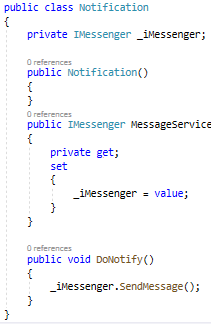 public class Notification
{
private IMessenger _iMessenger;
0 references
public Notification()
{
}
0 references
public IMessenger MessageService
{
private get;
set
{
_iMessenger = value;
}
}
0 references
public void DoNotify()
{
_iMessenger.SendMessage();
}
}